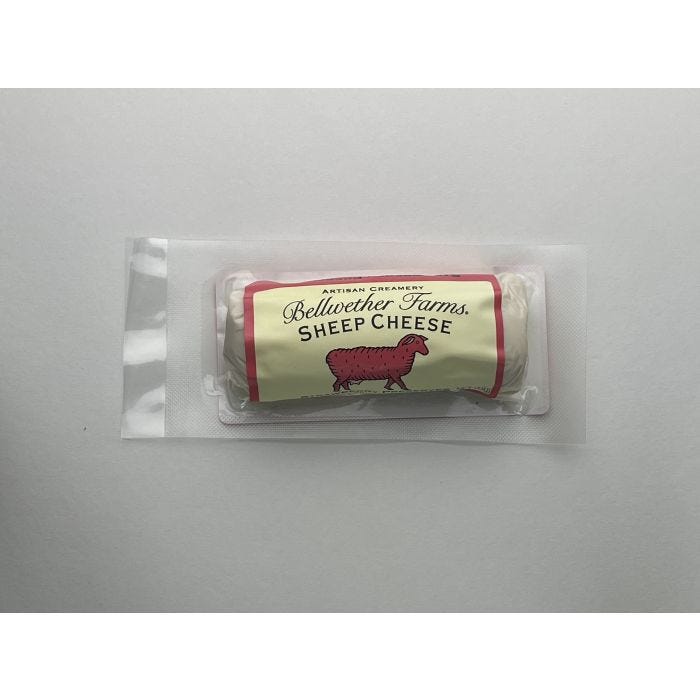 ARTISAN CREAMERY
Bellwether Farms.
SHEEP CHEESE